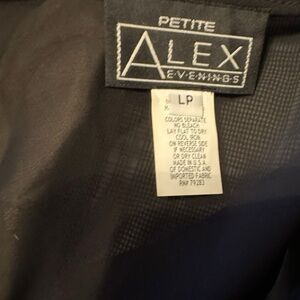 PETITE
ALEX
EVENINGS
LP
COLORS SEPARATE
NO BLEACH
LAY FLAT TO DRY
COOL IRON
ON REVERSE SIDE
IF NECESSARY
OR DRY CLEAN
MADE IN U.S.A.
OF DOMESTIC AND
IMPORTED FABRIC
RN# 79283